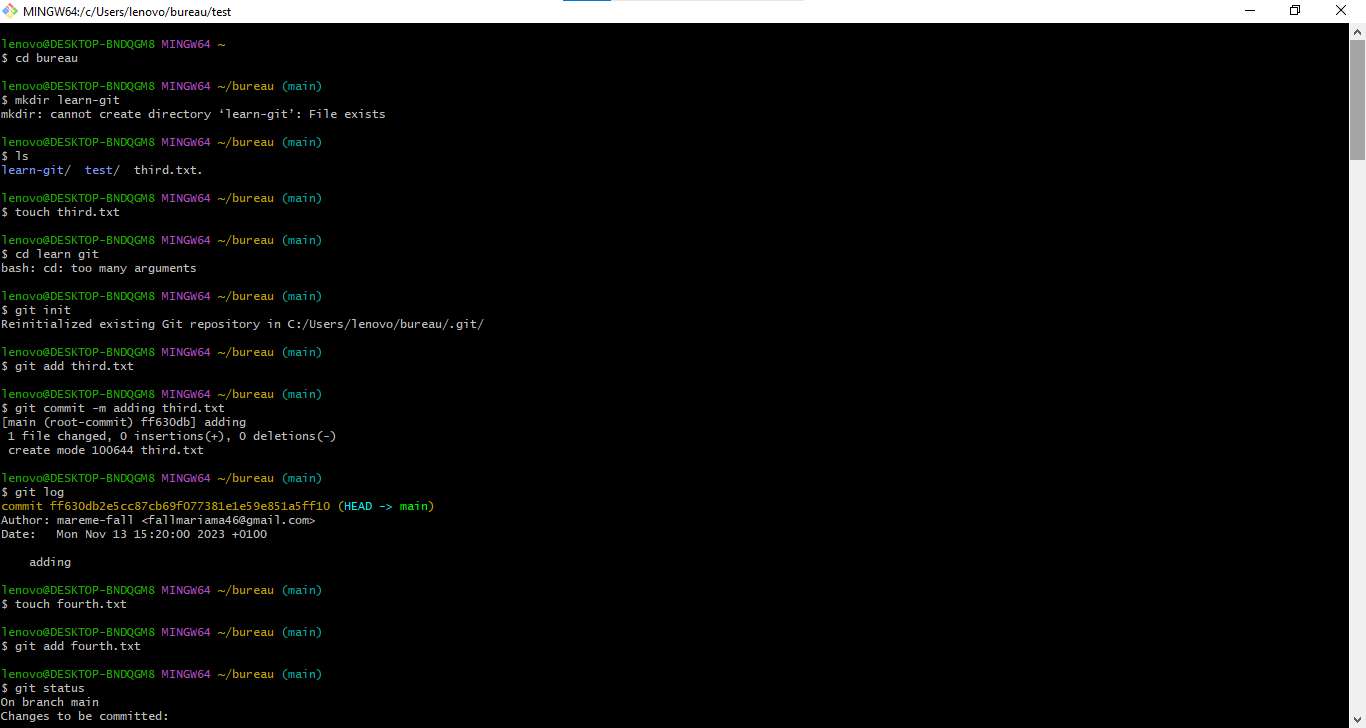 MINGW64:/c/Users/lenovo/bureau/test
lenovo@DESKTOP-BNDQGM8 MINGW64 ~
$ cd bureau
lenovo@DESKTOP-BNDQGM8 MINGW64 ~/bureau (main)
$ mkdir learn-git
mkdir: cannot create directory ‘learn-git’: File exists
lenovo@DESKTOP-BNDQGM8 MINGW64 ~/bureau (main)
$ ls
learn-git/  test/  third.txt.
lenovo@DESKTOP-BNDQGM8 MINGW64 ~/bureau (main)
$ touch third.txt
lenovo@DESKTOP-BNDQGM8 MINGW64 ~/bureau (main)
$ cd learn git
bash: cd: too many arguments
lenovo@DESKTOP-BNDQGM8 MINGW64 ~/bureau (main)
$ git init
Reinitialized existing Git repository in C:/Users/lenovo/bureau/.git/
lenovo@DESKTOP-BNDQGM8 MINGW64 ~/bureau (main)
$ git add third.txt
lenovo@DESKTOP-BNDQGM8 MINGW64 ~/bureau (main)
$ git commit -m adding third.txt
[main (root-commit) ff630db] adding
 1 file changed, 0 insertions(+), 0 deletions(-)
 create mode 100644 third.txt
lenovo@DESKTOP-BNDQGM8 MINGW64 ~/bureau (main)
$ git log
commit ff630db2e5cc87cb69f077381e1e59e851a5ff10 (HEAD -> main)
Author: mareme-fall <fallmariama46@gmail.com>
Date:   Mon Nov 13 15:20:00 2023 +0100
    adding
lenovo@DESKTOP-BNDQGM8 MINGW64 ~/bureau (main)
$ touch fourth.txt
lenovo@DESKTOP-BNDQGM8 MINGW64 ~/bureau (main)
$ git add fourth.txt
lenovo@DESKTOP-BNDQGM8 MINGW64 ~/bureau (main)
$ git status
On branch main
Changes to be committed: